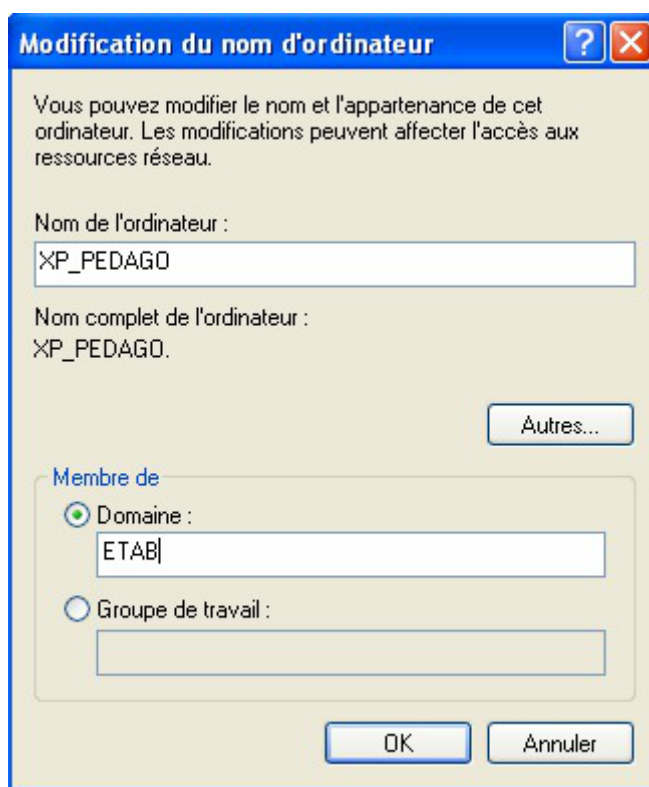 Modification du nom d'ordinateur
Vous pouvez modifier le nom et l'appartenance de cet
ordinateur. Les modifications peuvent affecter l'accès aux
ressources réseau.
Nom de l'ordinateur :
XP_PEDAGO
Nom complet de l'ordinateur :
XP_PEDAGO.
Autres...
Membre de
Domaine :
ETAB
Groupe de travail :
OK
Annuler